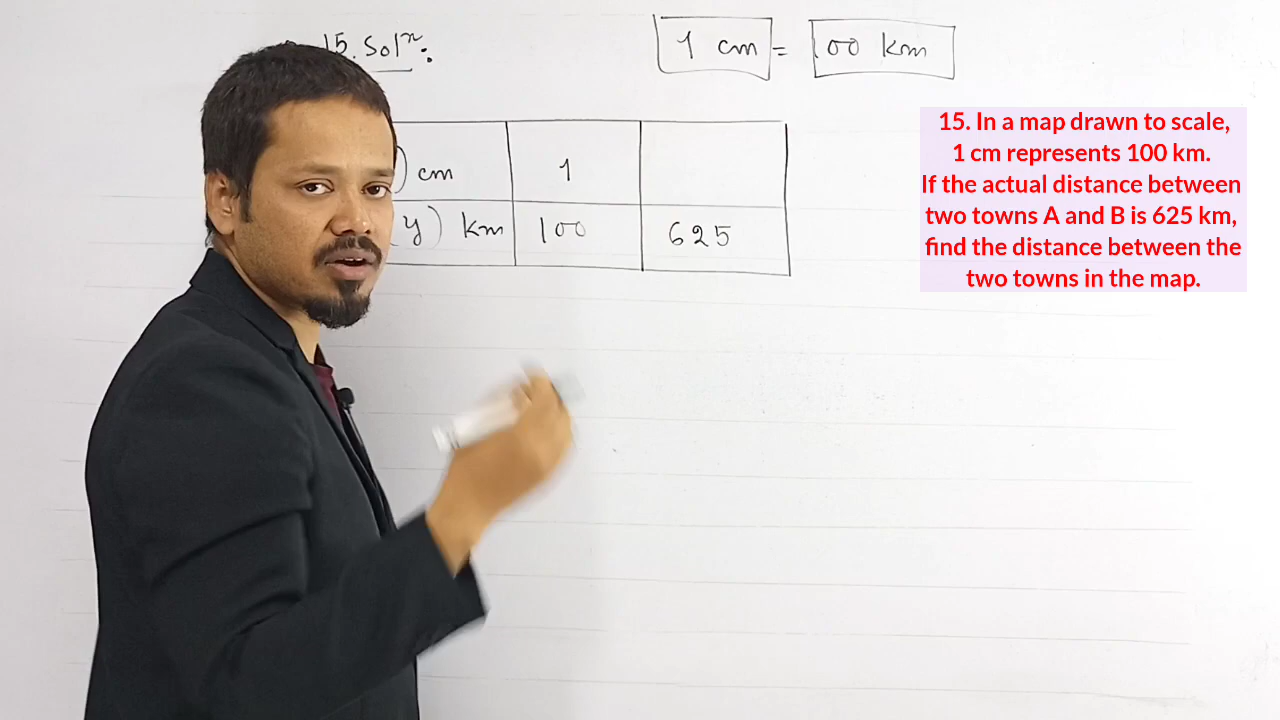 15. Solⁿ:
1 cm = 00 km
) cm 1
(y) km 100 625
15. In a map drawn to scale,
1 cm represents 100 km.
If the actual distance between
two towns A and B is 625 km,
find the distance between the
two towns in the map.